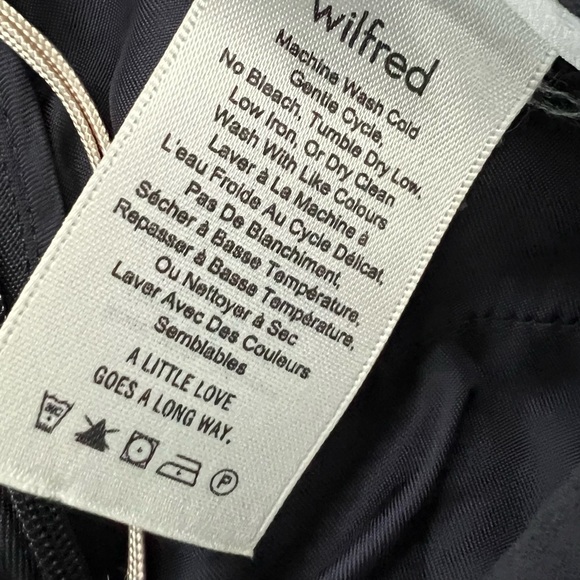 wilfred
Machine Wash Cold
Gentle Cycle,
No Bleach, Tumble Dry Low,
Low Iron, Or Dry Clean
Wash With Like Colours
Laver à La Machine à
L'eau Froide Au Cycle Délicat,
Pas De Blanchiment,
Sécher à Basse Température,
Repasser à Basse Température,
Ou Nettoyer à Sec
Laver Avec Des Couleurs
Semblables
A LITTLE LOVE
GOES A LONG WAY.
MC P